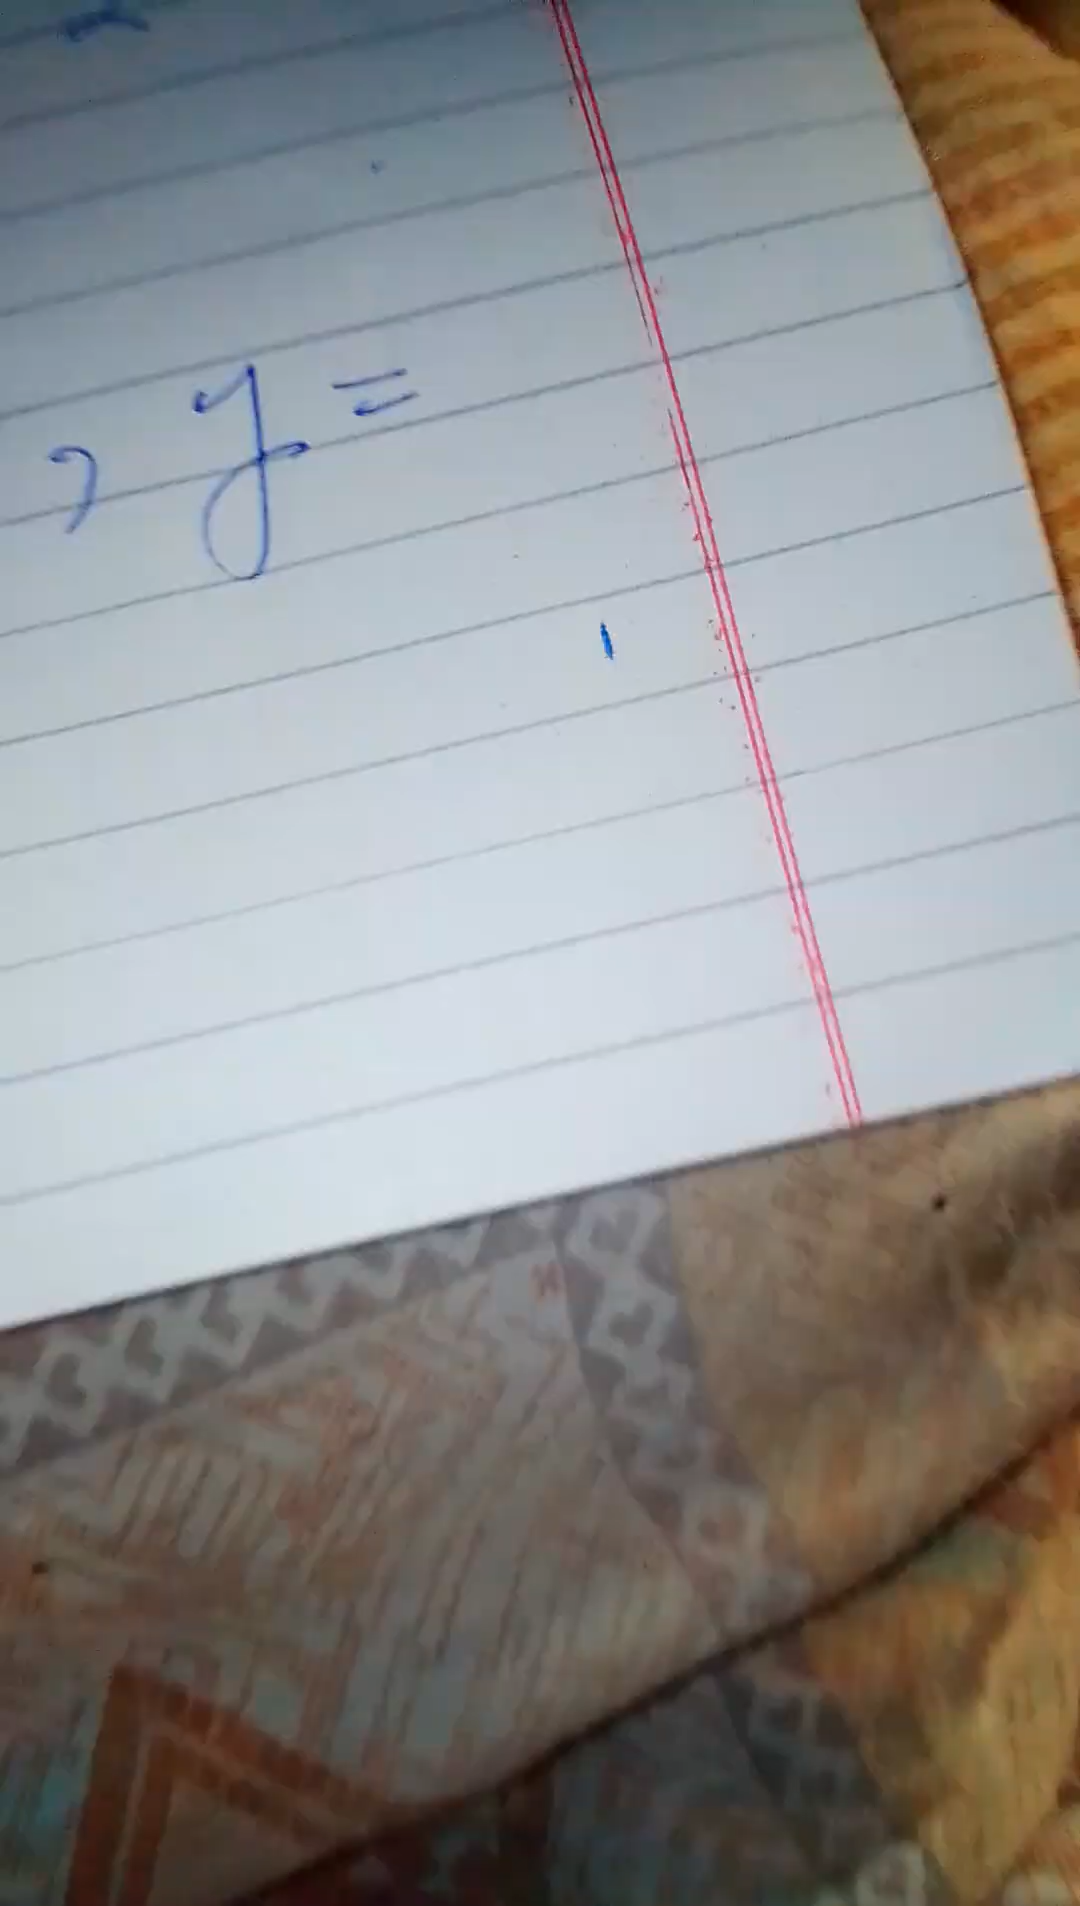 , y =